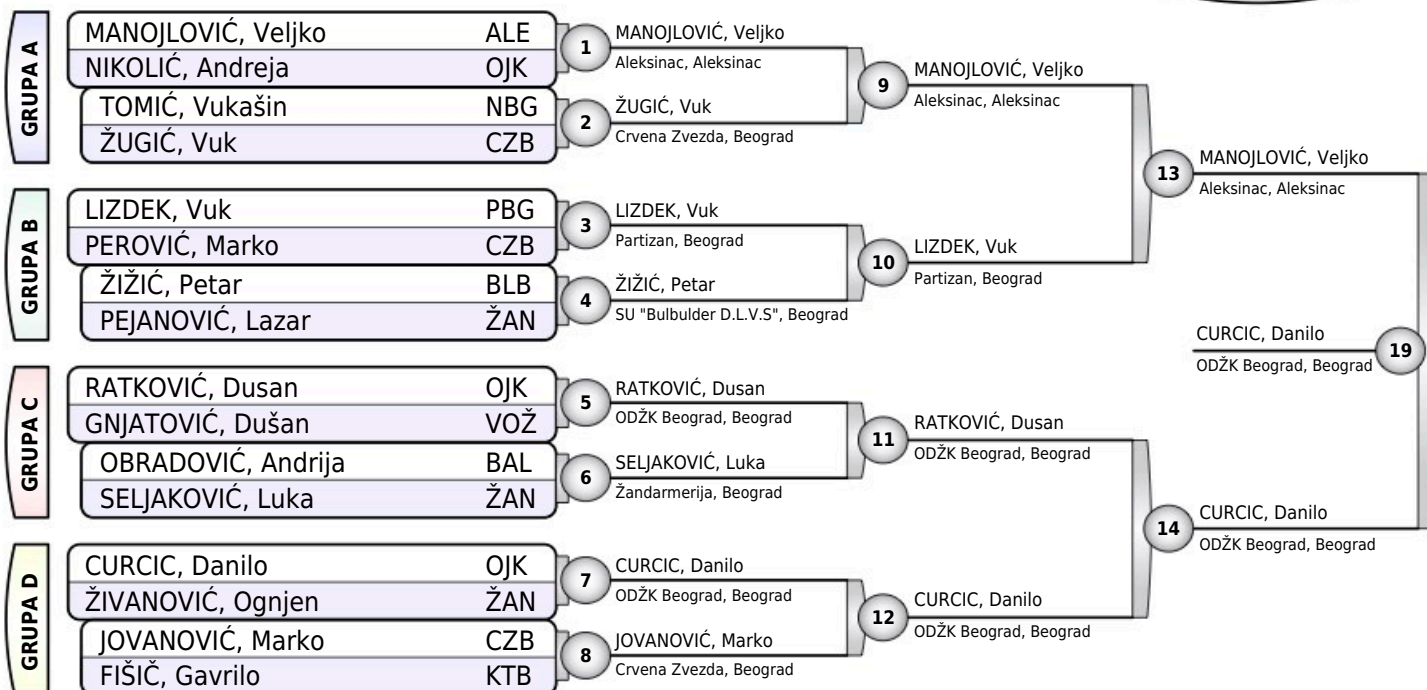 GRUPA A
MANOJLOVIĆ, Veljko ALE
NIKOLIĆ, Andreja OJK
TOMIĆ, Vukašin NBG
ŽUGIĆ, Vuk CZB
GRUPA B
LIZDEK, Vuk PBG
PEROVIĆ, Marko CZB
ŽIŽIĆ, Petar BLB
PEJANOVIĆ, Lazar ŽAN
GRUPA C
RATKOVIĆ, Dusan OJK
GNJATOVIĆ, Dušan VOŽ
OBRADOVIĆ, Andrija BAL
SELJAKOVIĆ, Luka ŽAN
GRUPA D
CURCIC, Danilo OJK
ŽIVANOVIĆ, Ognjen ŽAN
JOVANOVIĆ, Marko CZB
FIŠIČ, Gavrilo KTB
1
MANOJLOVIĆ, Veljko
Aleksinac, Aleksinac
2
ŽUGIĆ, Vuk
Crvena Zvezda, Beograd
3
LIZDEK, Vuk
Partizan, Beograd
4
ŽIŽIĆ, Petar
SU "Bulbulder D.L.V.S", Beograd
5
RATKOVIĆ, Dusan
ODŽK Beograd, Beograd
6
SELJAKOVIĆ, Luka
Žandarmerija, Beograd
7
CURCIC, Danilo
ODŽK Beograd, Beograd
8
JOVANOVIĆ, Marko
Crvena Zvezda, Beograd
9
MANOJLOVIĆ, Veljko
Aleksinac, Aleksinac
10
LIZDEK, Vuk
Partizan, Beograd
11
RATKOVIĆ, Dusan
ODŽK Beograd, Beograd
12
CURCIC, Danilo
ODŽK Beograd, Beograd
13
MANOJLOVIĆ, Veljko
Aleksinac, Aleksinac
14
CURCIC, Danilo
ODŽK Beograd, Beograd
CURCIC, Danilo
ODŽK Beograd, Beograd
19